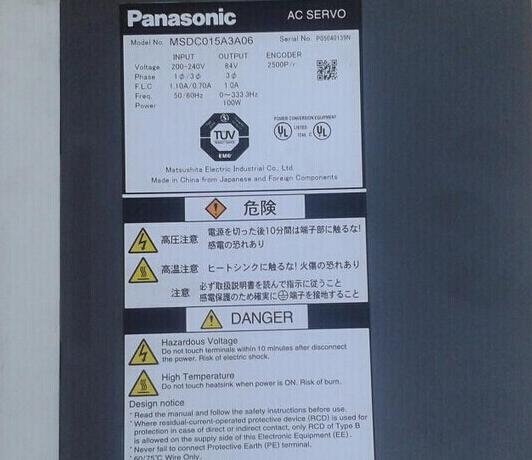 Panasonic AC SERVO
Model No. MSDC015A3A06 Serial No. P05040139N
INPUT OUTPUT ENCODER
Voltage 200-240V 84V 2500P/r
Phase 1ϕ/3ϕ 3ϕ
F.L.C 1.10A/0.70A 1.0A
Freq. 50/60Hz 0~333.3Hz
Power 100W
POWER CONVERSION EQUIPMENT
TÜV
EMC
UL LISTED C UL
Matsushita Electric Industrial Co., Ltd.
Made in China from Japanese and Foreign Components
危険
高圧注意 電源を切った後10分間は端子部に触るな!
感電の恐れあり
高温注意 ヒートシンクに触るな! 火傷の恐れあり
注意 必ず取扱説明書を読んで指示に従うこと
感電保護のため確実に⏚端子を接地すること
DANGER
Hazardous Voltage
Do not touch terminals within 10 minutes after disconnect
the power. Risk of electric shock.
High Temperature
Do not touch heatsink when power is ON. Risk of burn.
Design notice
* Read the manual and follow the safety instructions before use.
* Where residual-current-operated protective device (RCD) is used for
protection in case of direct or indirect contact, only RCD of Type B
is allowed on the supply side of this Electronic Equipment (EE).
* Never fail to connect Protective Earth (PE) terminal.
* 60/75℃ Wire Only.